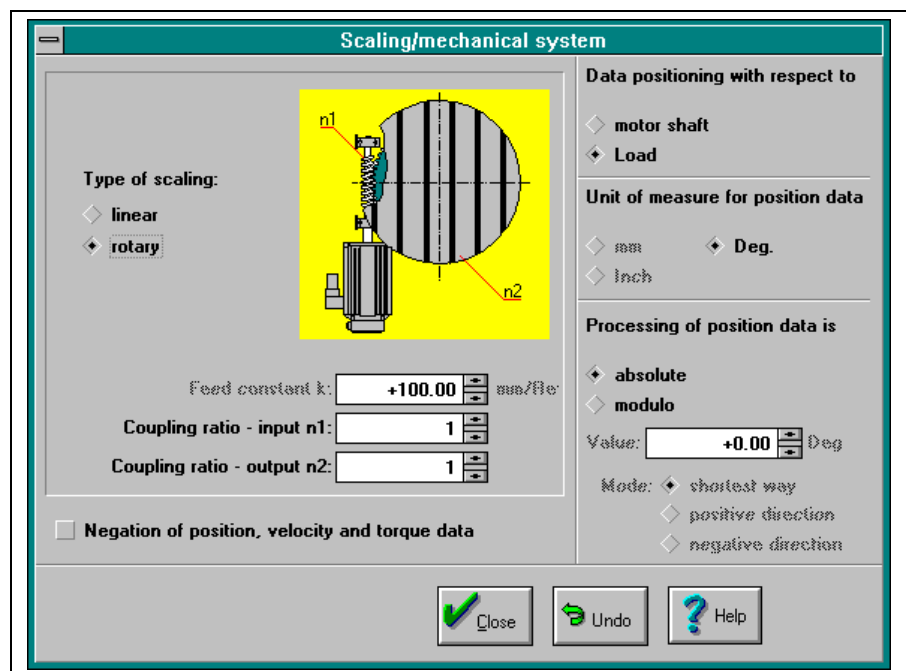 Scaling/mechanical system
Type of scaling:
linear
rotary
n1
n2
Feed constant k: +100.00 mm/Re
Coupling ratio - input n1: 1
Coupling ratio - output n2: 1
Negation of position, velocity and torque data
Data positioning with respect to
motor shaft
Load
Unit of measure for position data
mm Deg.
Inch
Processing of position data is
absolute
modulo
Value: +0.00 Deg
Mode: shortest way
positive direction
negative direction
Close Undo Help